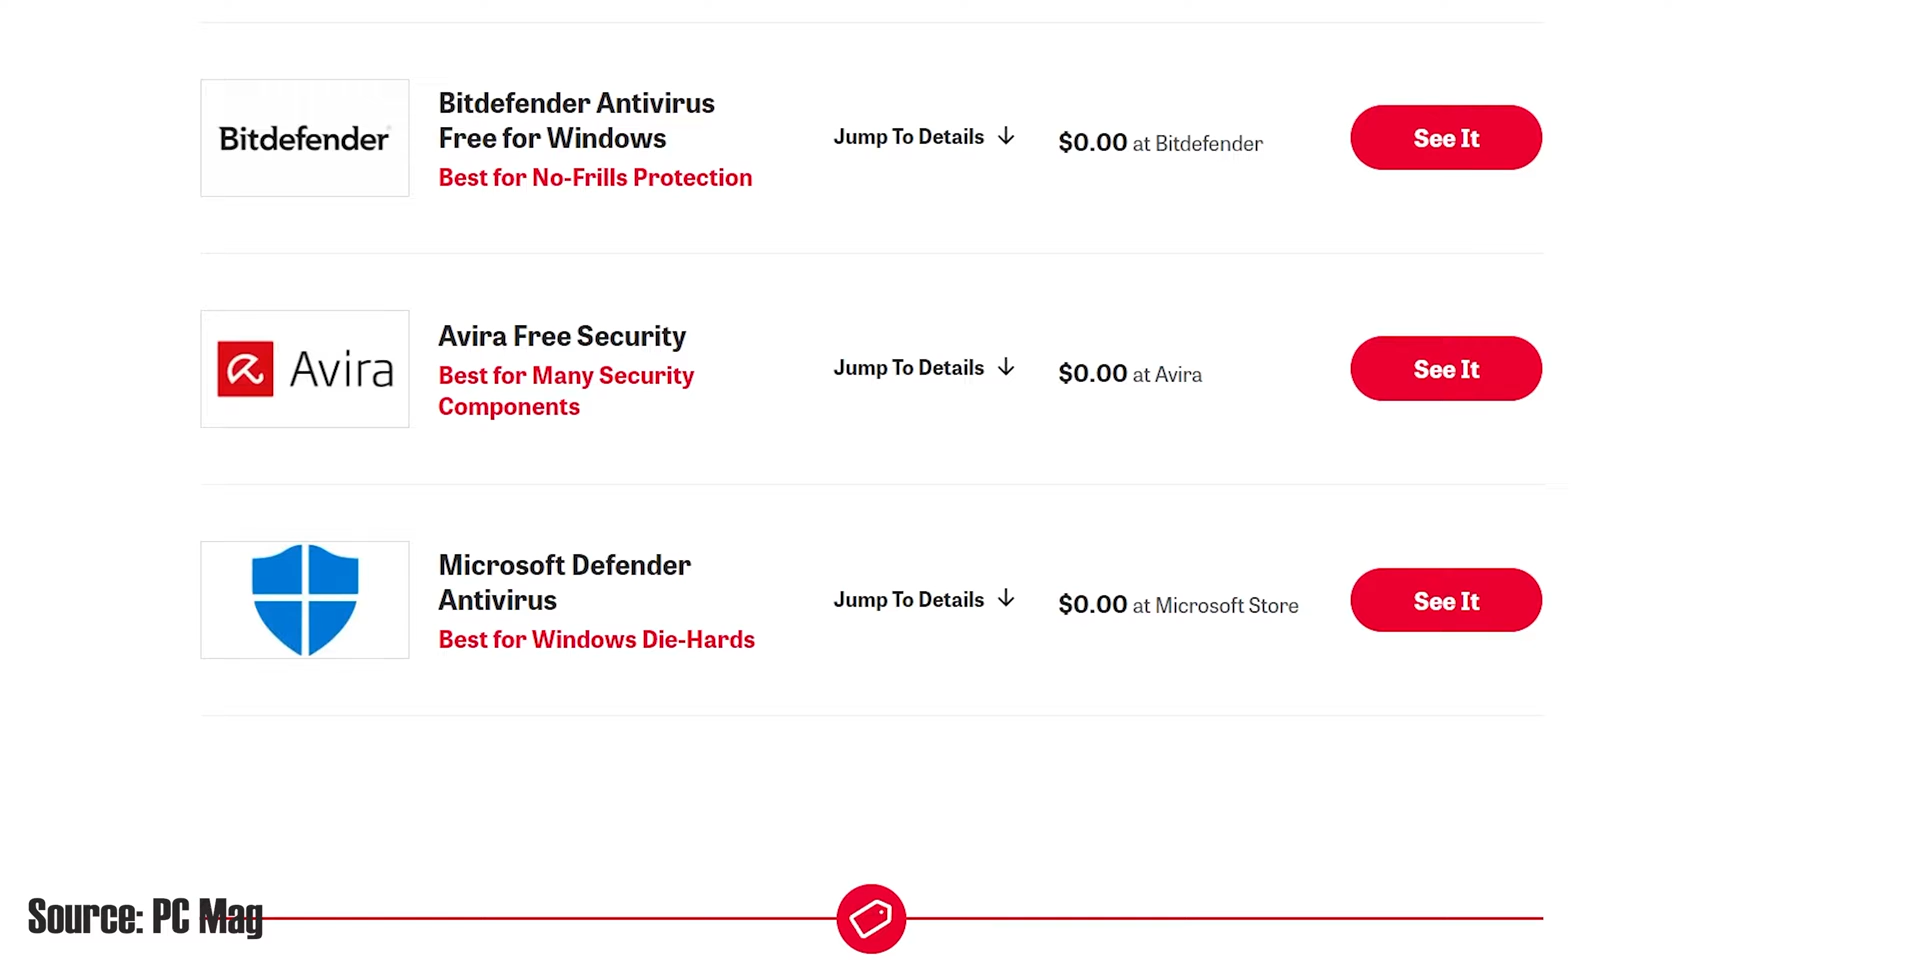 Bitdefender
Bitdefender Antivirus
Free for Windows
Best for No-Frills Protection
Jump To Details ↓
$0.00 at Bitdefender
See It
Avira
Avira Free Security
Best for Many Security
Components
Jump To Details ↓
$0.00 at Avira
See It
Microsoft Defender
Antivirus
Best for Windows Die-Hards
Jump To Details ↓
$0.00 at Microsoft Store
See It
Source: PC Mag